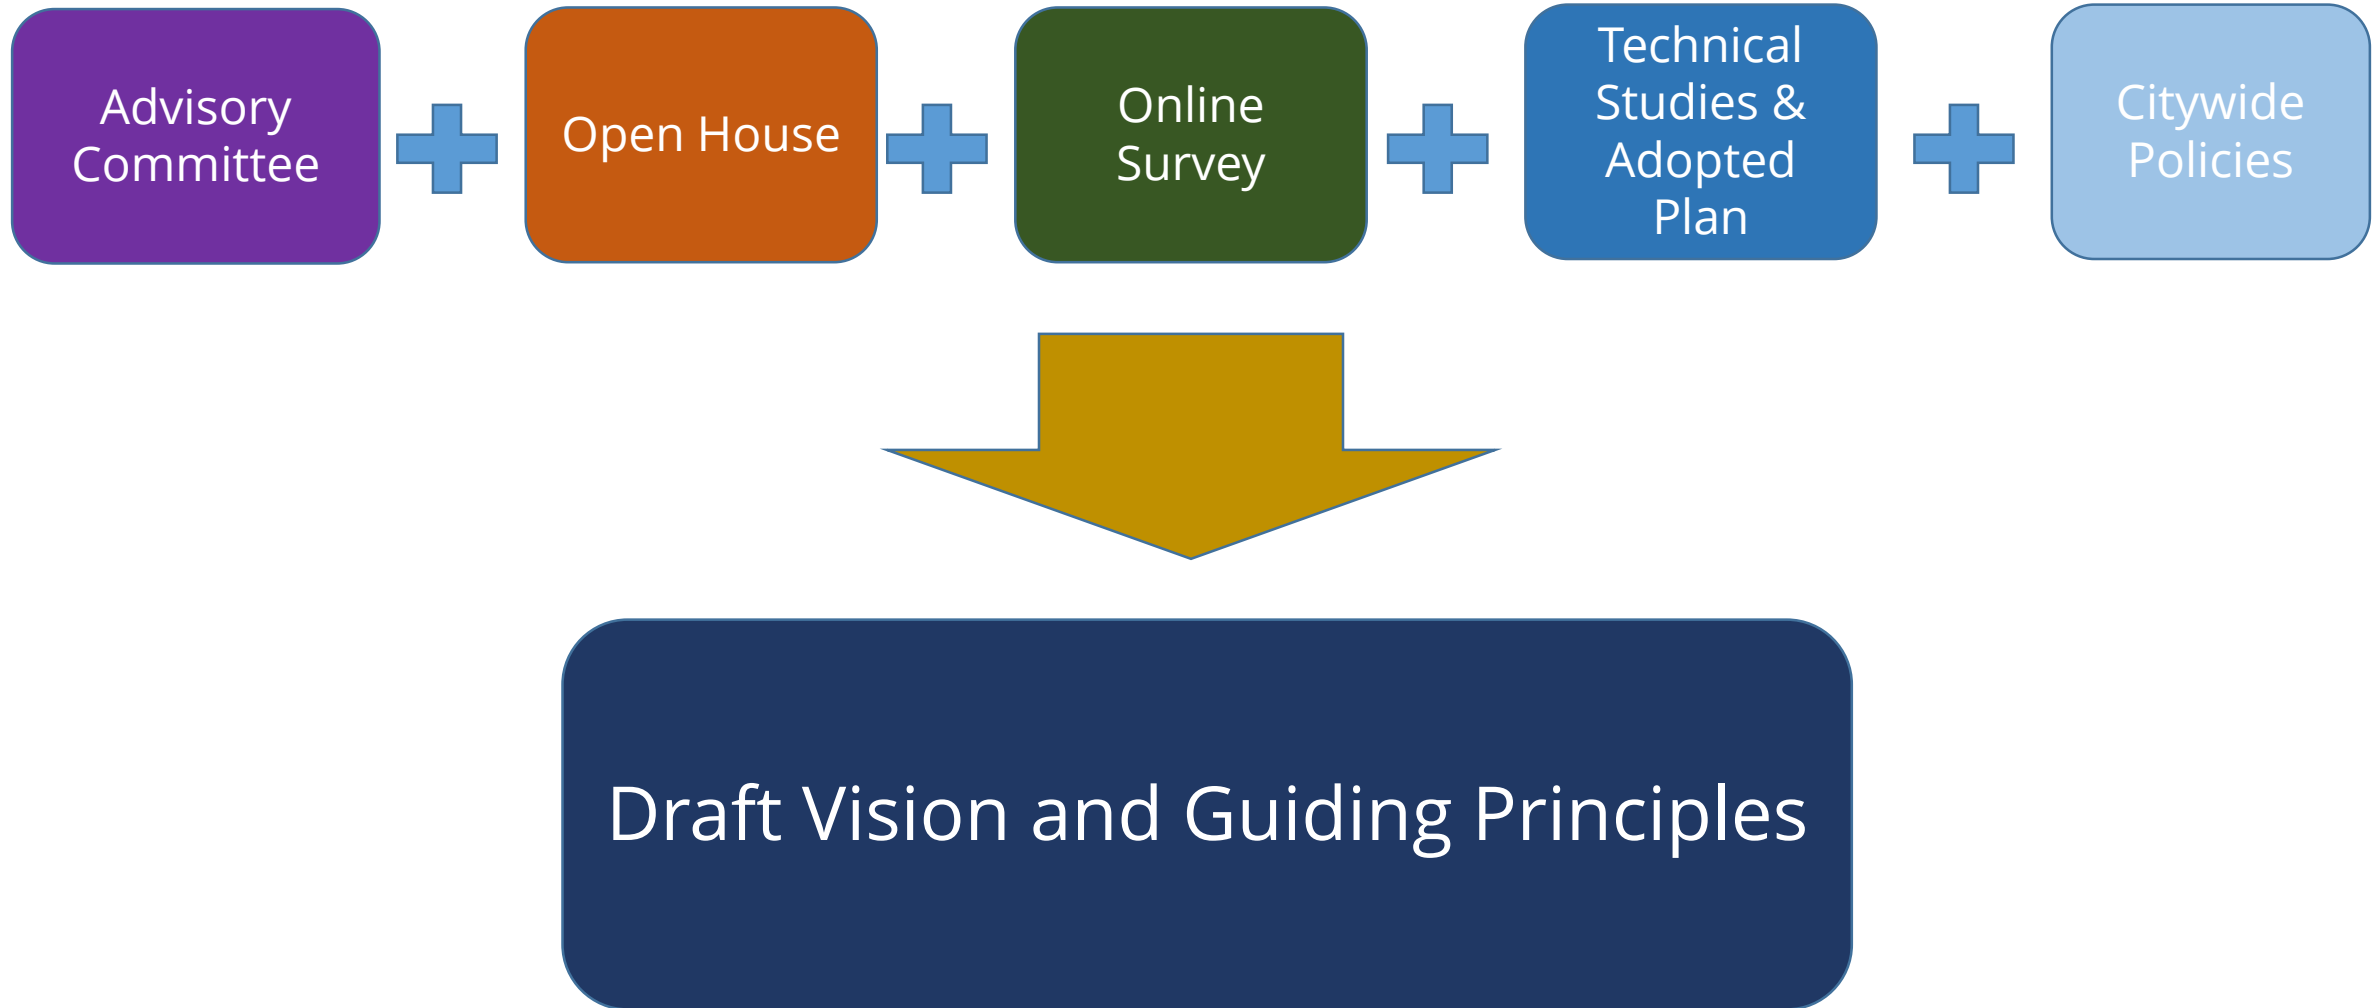 Advisory
Committee
Open House
Online
Survey
Technical
Studies &
Adopted
Plan
Citywide
Policies
Draft Vision and Guiding Principles